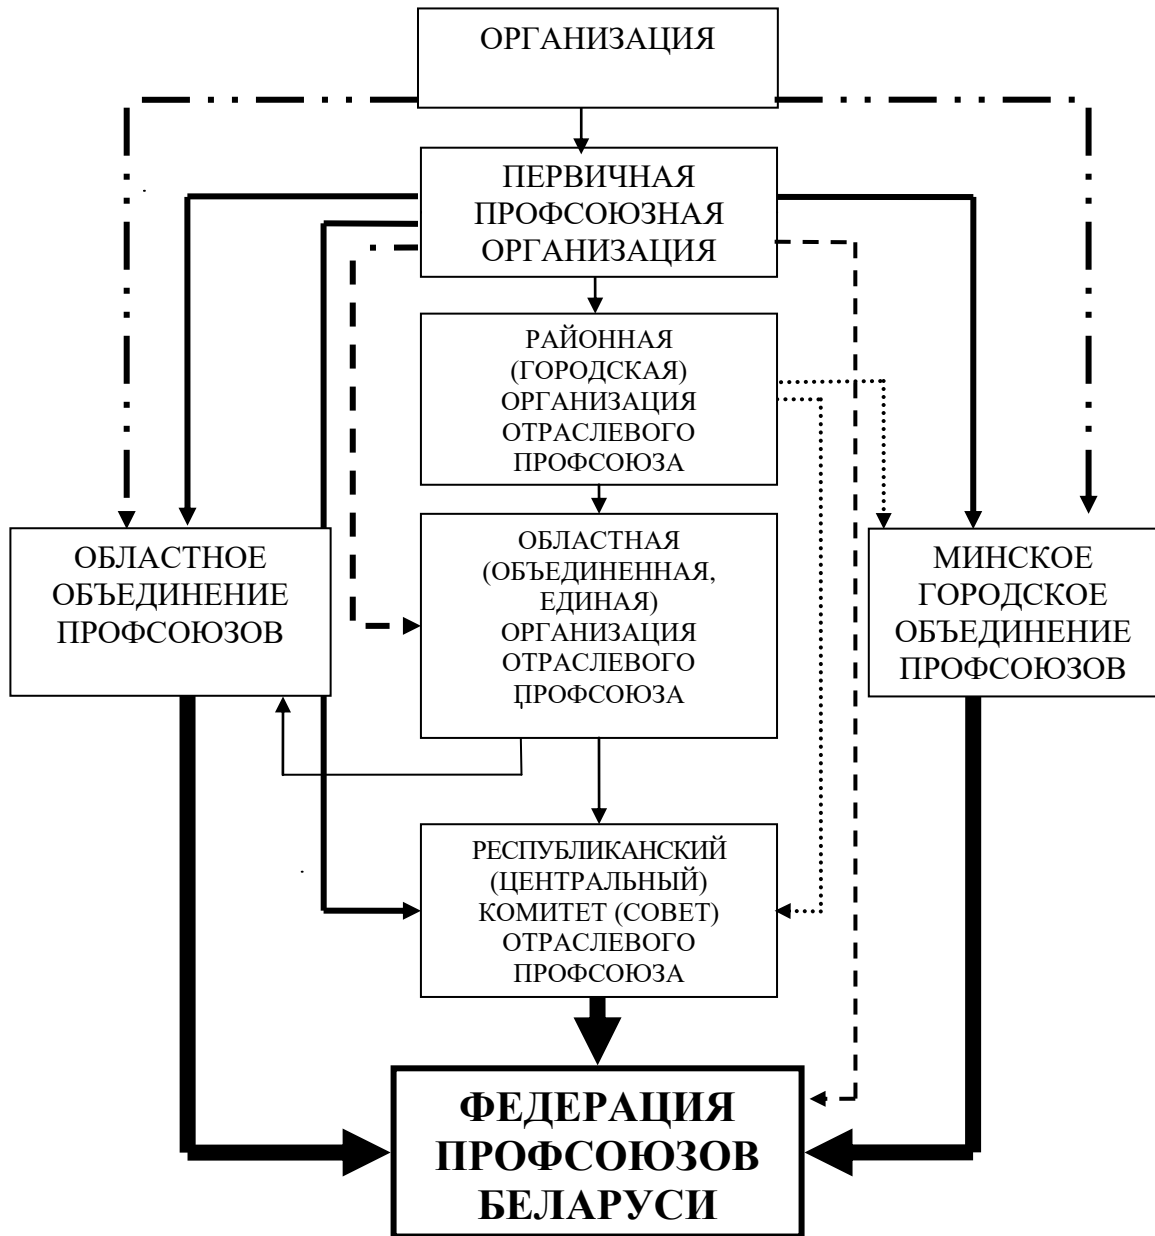 ОРГАНИЗАЦИЯ
ПЕРВИЧНАЯ
ПРОФСОЮЗНАЯ
ОРГАНИЗАЦИЯ
РАЙОННАЯ
(ГОРОДСКАЯ)
ОРГАНИЗАЦИЯ
ОТРАСЛЕВОГО
ПРОФСОЮЗА
ОБЛАСТНОЕ
ОБЪЕДИНЕНИЕ
ПРОФСОЮЗОВ
ОБЛАСТНАЯ
(ОБЪЕДИНЕННАЯ,
ЕДИНАЯ)
ОРГАНИЗАЦИЯ
ОТРАСЛЕВОГО
ПРОФСОЮЗА
МИНСКОЕ
ГОРОДСКОЕ
ОБЪЕДИНЕНИЕ
ПРОФСОЮЗОВ
РЕСПУБЛИКАНСКИЙ
(ЦЕНТРАЛЬНЫЙ)
КОМИТЕТ (СОВЕТ)
ОТРАСЛЕВОГО
ПРОФСОЮЗА
ФЕДЕРАЦИЯ
ПРОФСОЮЗОВ
БЕЛАРУСИ